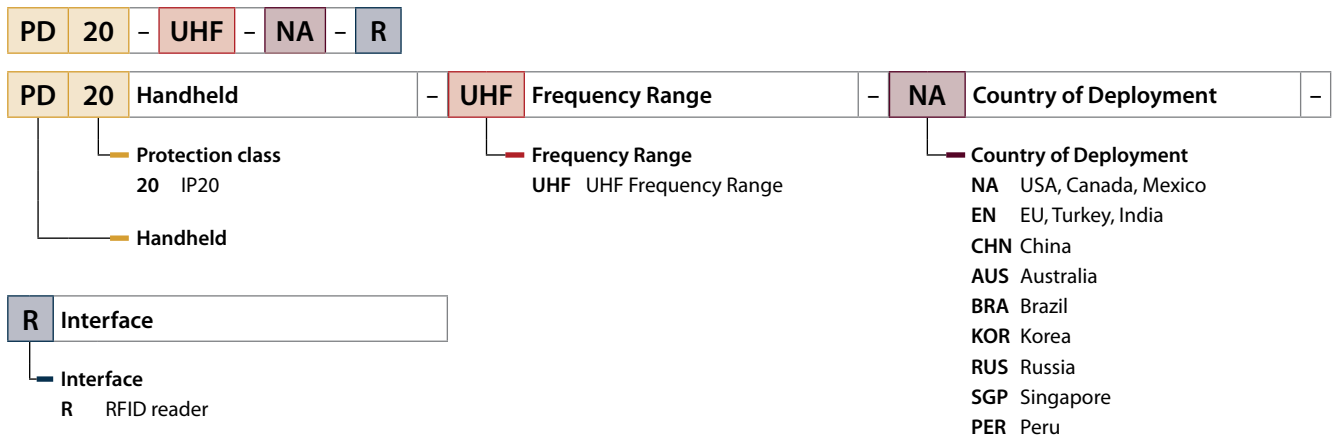 PD 20 – UHF – NA – R
PD 20 Handheld – UHF Frequency Range – NA Country of Deployment –
Protection class
20 IP20
Handheld
Frequency Range
UHF UHF Frequency Range
Country of Deployment
NA USA, Canada, Mexico
EN EU, Turkey, India
CHN China
AUS Australia
BRA Brazil
KOR Korea
RUS Russia
SGP Singapore
PER Peru
R Interface
Interface
R RFID reader